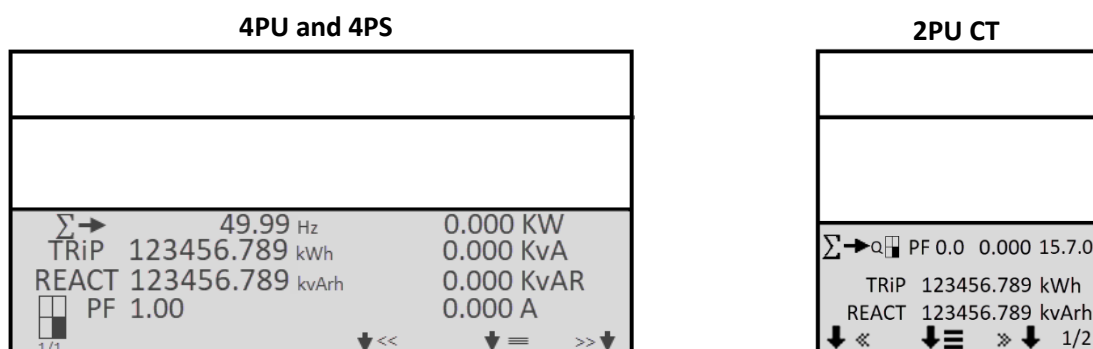 4PU and 4PS
∑→ 49.99 Hz 0.000 KW
TRiP 123456.789 kWh 0.000 KvA
REACT 123456.789 kvArh 0.000 KvAR
PF 1.00 0.000 A
1/1 << >>
2PU CT
∑→ PF 0.0 0.000 15.7.0
TRiP 123456.789 kWh
REACT 123456.789 kvArh
« » 1/2